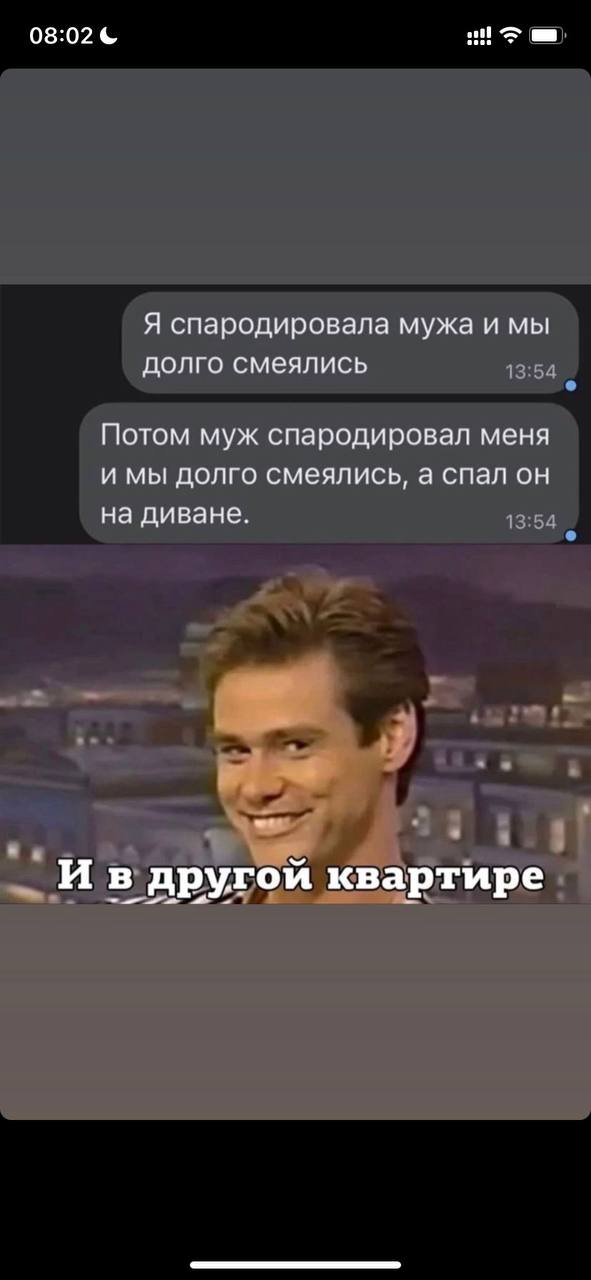 08:02
Я спародировала мужа и мы
долго смеялись
13:54
Потом муж спародировал меня
и мы долго смеялись, а спал он
на диване.
13:54
И в другой квартире